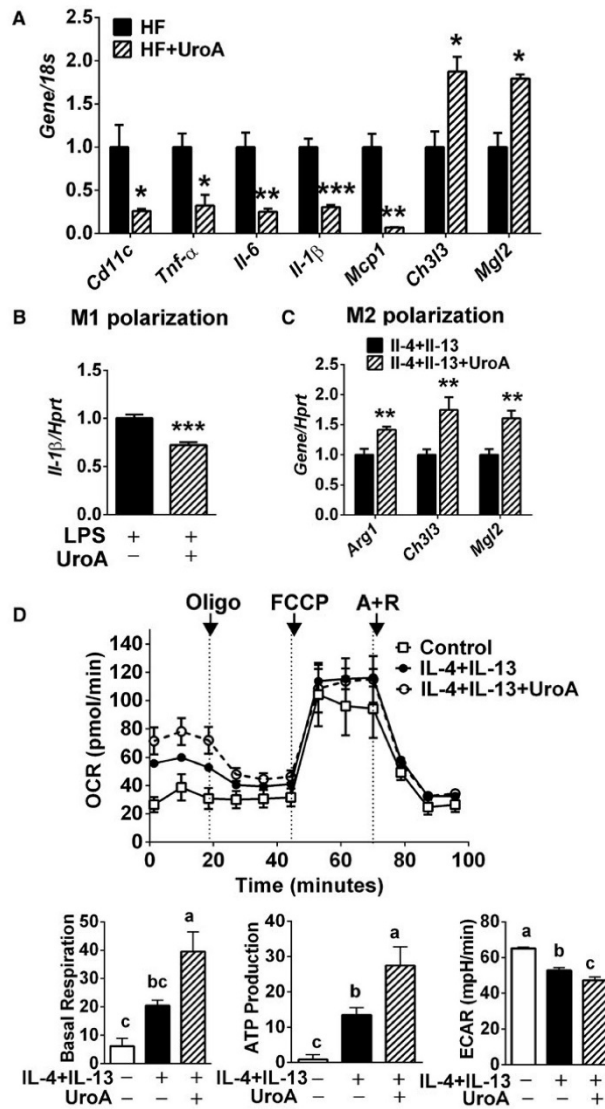 A
HF
HF+UroA
Gene/18s
2.5
2.0
1.5
1.0
0.5
0.0
* * ** *** ** * *
Cd11c Tnf-α Il-6 Il-1β Mcp1 Ch3l3 Mgl2
B
M1 polarization
Il-1β/Hprt
1.5
1.0
0.5
0.0
***
LPS + +
UroA − +
C
M2 polarization
Il-4+Il-13
Il-4+Il-13+UroA
Gene/Hprt
2.5
2.0
1.5
1.0
0.5
0.0
** ** **
Arg1 Ch3l3 Mgl2
D
Oligo FCCP A+R
Control
IL-4+IL-13
IL-4+IL-13+UroA
OCR (pmol/min)
140
120
100
80
60
40
20
0
0 20 40 60 80 100
Time (minutes)
Basal Respiration
50
40
30
20
10
0
c bc a
IL-4+IL-13 − + +
UroA − − +
ATP Production
40
30
20
10
0
c b a
IL-4+IL-13 − + +
UroA − − +
ECAR (mpH/min)
80
60
40
20
0
a b c
IL-4+IL-13 − + +
UroA − − +